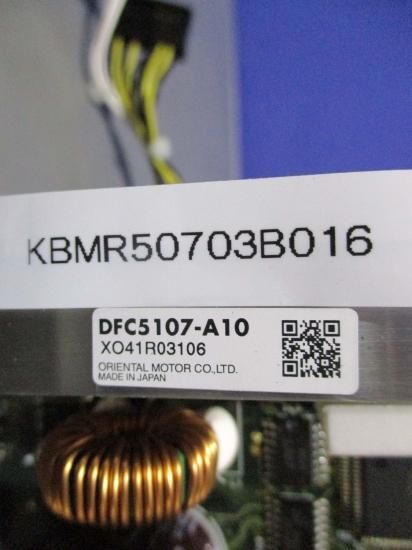 KBMR50703B016
DFC5107-A10
XO41R03106
ORIENTAL MOTOR CO.,LTD.
MADE IN JAPAN